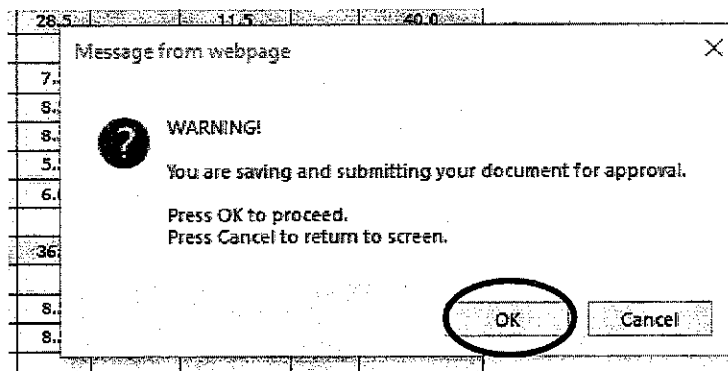 28.5 11.5 40.0
Message from webpage
7.
8.
8.
5.
6.
36
8.
8.
WARNING!
You are saving and submitting your document for approval.
Press OK to proceed.
Press Cancel to return to screen.
OK Cancel